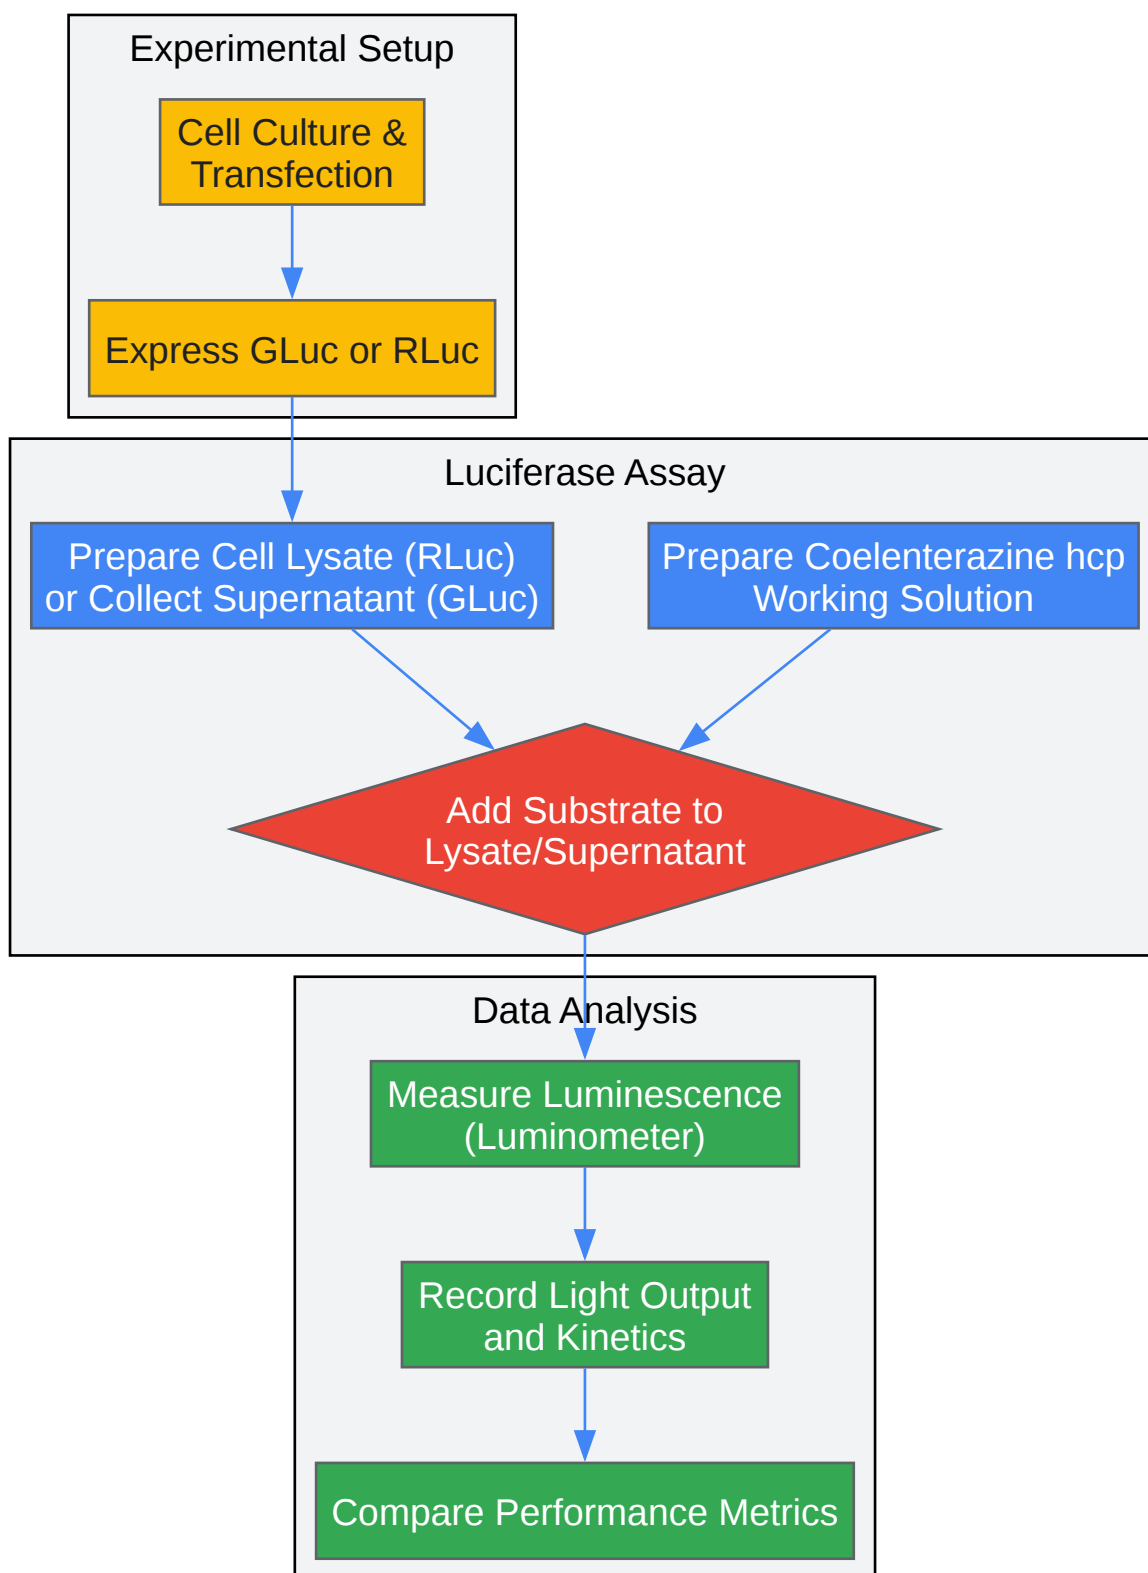 Experimental Setup
Cell Culture &
Transfection
Express GLuc or RLuc
Luciferase Assay
Prepare Cell Lysate (RLuc)
or Collect Supernatant (GLuc)
Prepare Coelenterazine hcp
Working Solution
Add Substrate to
Lysate/Supernatant
Data Analysis
Measure Luminescence
(Luminometer)
Record Light Output
and Kinetics
Compare Performance Metrics